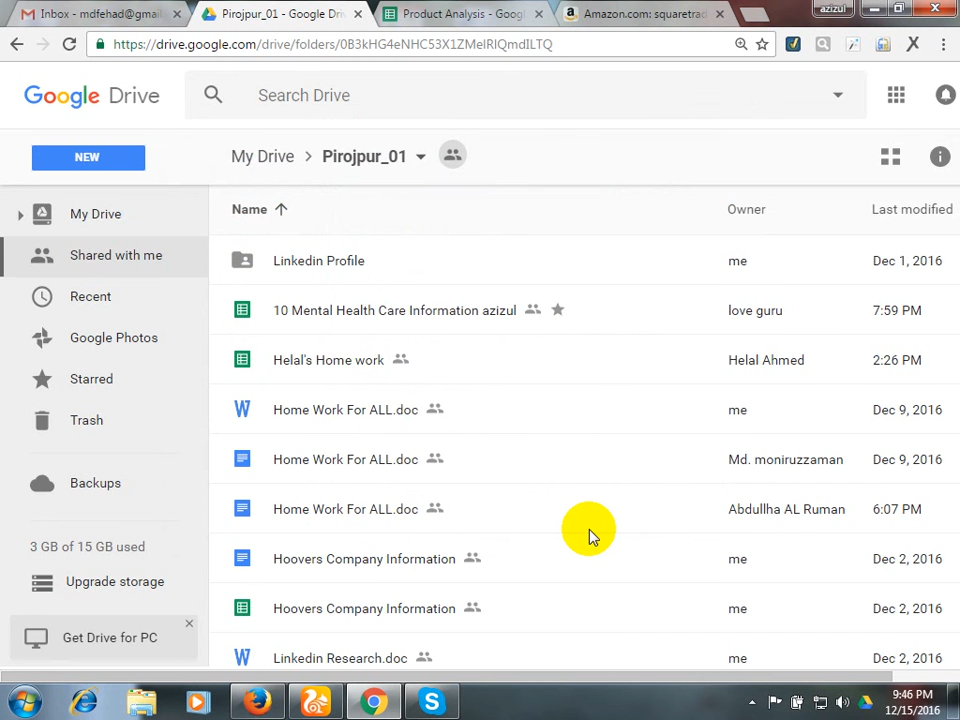 Inbox - mdfehad@gmail
Pirojpur_01 - Google Dri
Product Analysis - Goog
Amazon.com: squaretrad
azizul
https://drive.google.com/drive/folders/0B3kHG4eNHC53X1ZMelRIQmdILTQ
Google Drive
Search Drive
NEW
My Drive > Pirojpur_01
My Drive
Shared with me
Recent
Google Photos
Starred
Trash
Backups
3 GB of 15 GB used
Upgrade storage
Get Drive for PC
Name Owner Last modified
Linkedin Profile me Dec 1, 2016
10 Mental Health Care Information azizul love guru 7:59 PM
Helal's Home work Helal Ahmed 2:26 PM
Home Work For ALL.doc me Dec 9, 2016
Home Work For ALL.doc Md. moniruzzaman Dec 9, 2016
Home Work For ALL.doc Abdullha AL Ruman 6:07 PM
Hoovers Company Information me Dec 2, 2016
Hoovers Company Information me Dec 2, 2016
Linkedin Research.doc me Dec 2, 2016
9:46 PM
12/15/2016